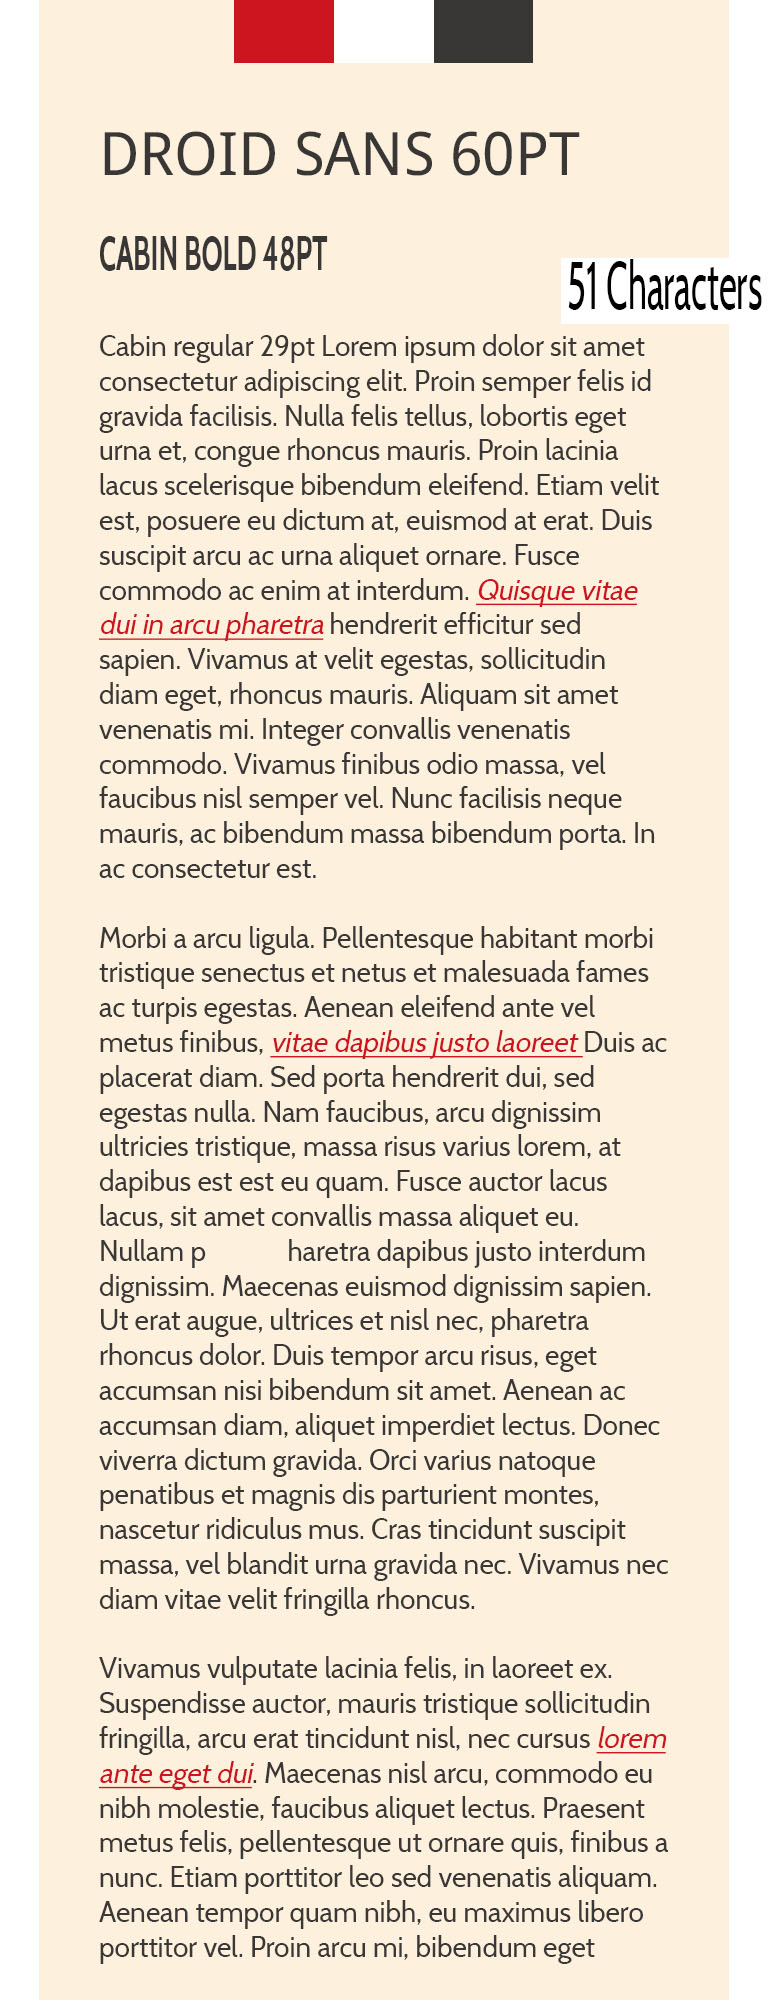 DROID SANS 60PT
CABIN BOLD 48PT
51 Characters
Cabin regular 29pt Lorem ipsum dolor sit amet
consectetur adipiscing elit. Proin semper felis id
gravida facilisis. Nulla felis tellus, lobortis eget
urna et, congue rhoncus mauris. Proin lacinia
lacus scelerisque bibendum eleifend. Etiam velit
est, posuere eu dictum at, euismod at erat. Duis
suscipit arcu ac urna aliquet ornare. Fusce
commodo ac enim at interdum. Quisque vitae
dui in arcu pharetra hendrerit efficitur sed
sapien. Vivamus at velit egestas, sollicitudin
diam eget, rhoncus mauris. Aliquam sit amet
venenatis mi. Integer convallis venenatis
commodo. Vivamus finibus odio massa, vel
faucibus nisl semper vel. Nunc facilisis neque
mauris, ac bibendum massa bibendum porta. In
ac consectetur est.
Morbi a arcu ligula. Pellentesque habitant morbi
tristique senectus et netus et malesuada fames
ac turpis egestas. Aenean eleifend ante vel
metus finibus, vitae dapibus justo laoreet Duis ac
placerat diam. Sed porta hendrerit dui, sed
egestas nulla. Nam faucibus, arcu dignissim
ultricies tristique, massa risus varius lorem, at
dapibus est est eu quam. Fusce auctor lacus
lacus, sit amet convallis massa aliquet eu.
Nullam p haretra dapibus justo interdum
dignissim. Maecenas euismod dignissim sapien.
Ut erat augue, ultrices et nisl nec, pharetra
rhoncus dolor. Duis tempor arcu risus, eget
accumsan nisi bibendum sit amet. Aenean ac
accumsan diam, aliquet imperdiet lectus. Donec
viverra dictum gravida. Orci varius natoque
penatibus et magnis dis parturient montes,
nascetur ridiculus mus. Cras tincidunt suscipit
massa, vel blandit urna gravida nec. Vivamus nec
diam vitae velit fringilla rhoncus.
Vivamus vulputate lacinia felis, in laoreet ex.
Suspendisse auctor, mauris tristique sollicitudin
fringilla, arcu erat tincidunt nisl, nec cursus lorem
ante eget dui. Maecenas nisl arcu, commodo eu
nibh molestie, faucibus aliquet lectus. Praesent
metus felis, pellentesque ut ornare quis, finibus a
nunc. Etiam porttitor leo sed venenatis aliquam.
Aenean tempor quam nibh, eu maximus libero
porttitor vel. Proin arcu mi, bibendum eget